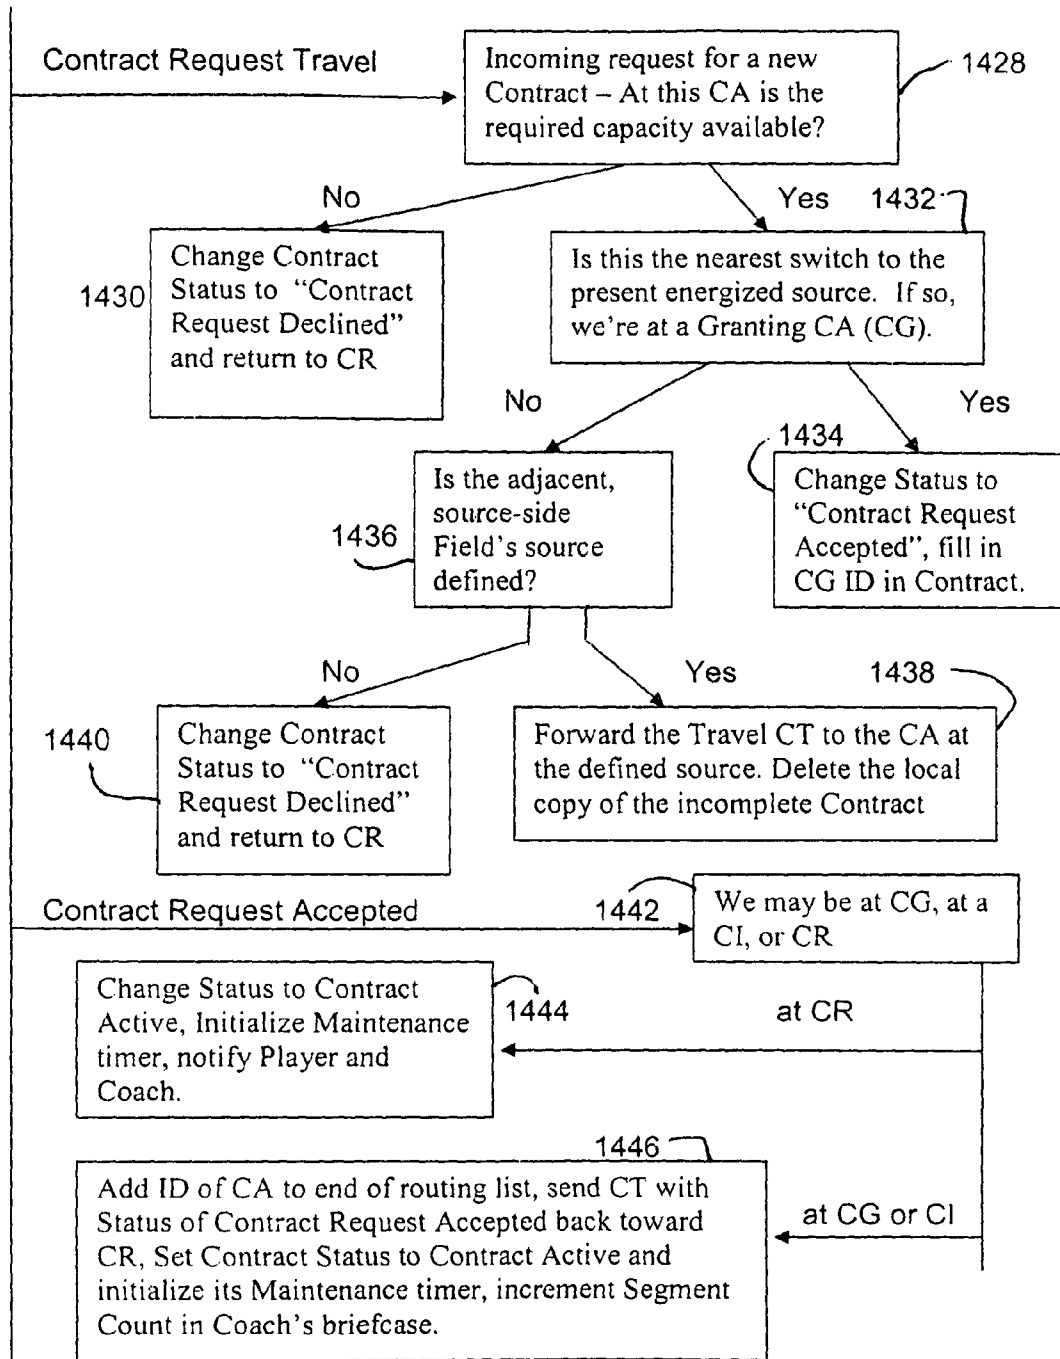 Contract Request Travel
Incoming request for a new
Contract – At this CA is the
required capacity available?
1428
No
Yes
1432
Change Contract
Status to "Contract
Request Declined"
and return to CR
1430
Is this the nearest switch to the
present energized source. If so,
we're at a Granting CA (CG).
No
Yes
1434
Is the adjacent,
source-side
Field's source
defined?
1436
Change Status to
"Contract Request
Accepted", fill in
CG ID in Contract.
No
Yes
1438
1440
Change Contract
Status to "Contract
Request Declined"
and return to CR
Forward the Travel CT to the CA at
the defined source. Delete the local
copy of the incomplete Contract
Contract Request Accepted
1442
We may be at CG, at a
CI, or CR
Change Status to Contract
Active, Initialize Maintenance
timer, notify Player and
Coach.
1444
at CR
1446
Add ID of CA to end of routing list, send CT with
Status of Contract Request Accepted back toward
CR, Set Contract Status to Contract Active and
initialize its Maintenance timer, increment Segment
Count in Coach's briefcase.
at CG or CI